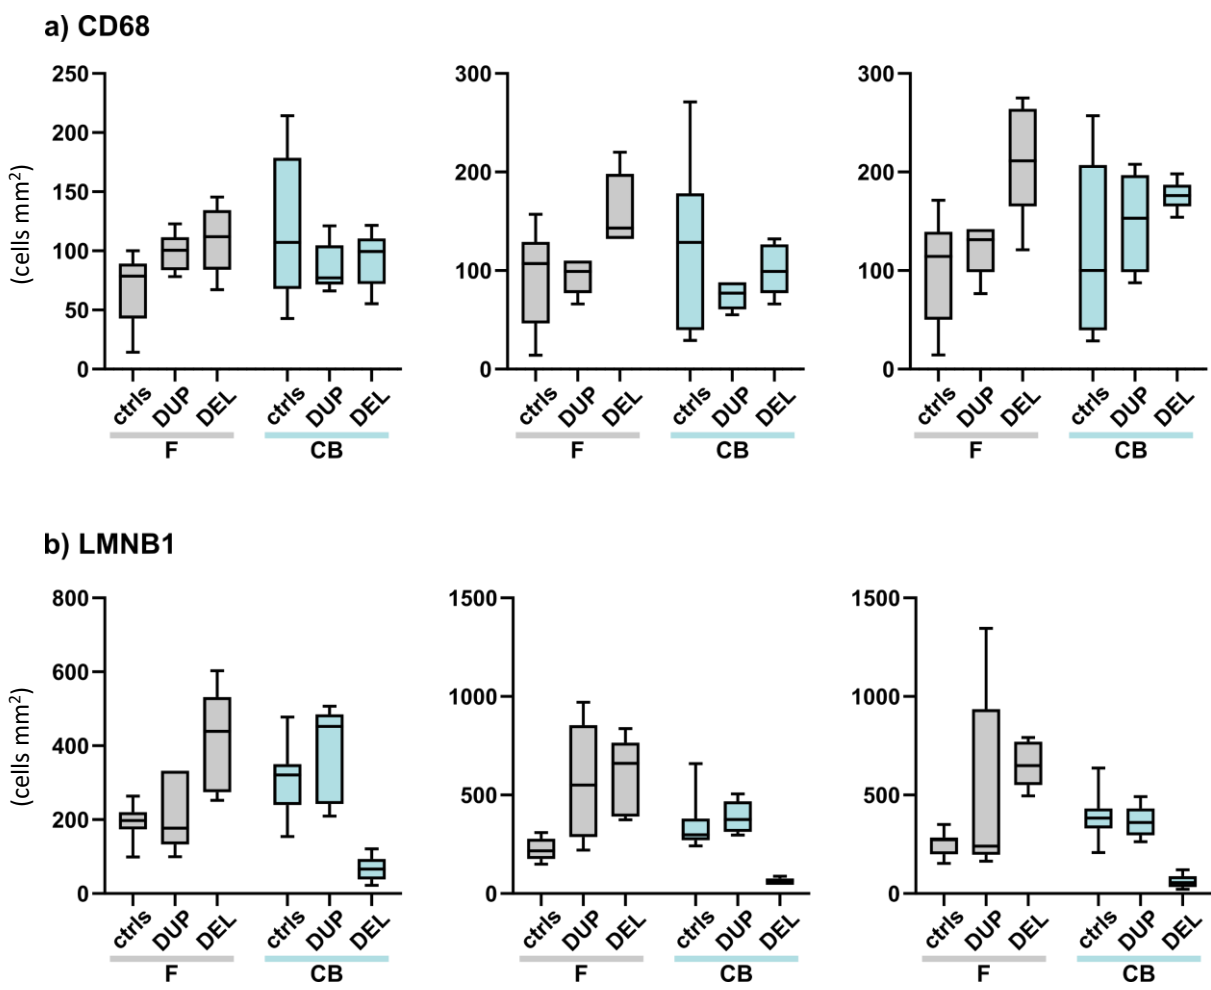 a) CD68
(cells mm²)
250
200
150
100
50
0
ctrls DUP DEL ctrls DUP DEL
F CB
300
200
100
0
ctrls DUP DEL ctrls DUP DEL
F CB
300
200
100
0
ctrls DUP DEL ctrls DUP DEL
F CB
b) LMNB1
(cells mm²)
800
600
400
200
0
ctrls DUP DEL ctrls DUP DEL
F CB
1500
1000
500
0
ctrls DUP DEL ctrls DUP DEL
F CB
1500
1000
500
0
ctrls DUP DEL ctrls DUP DEL
F CB